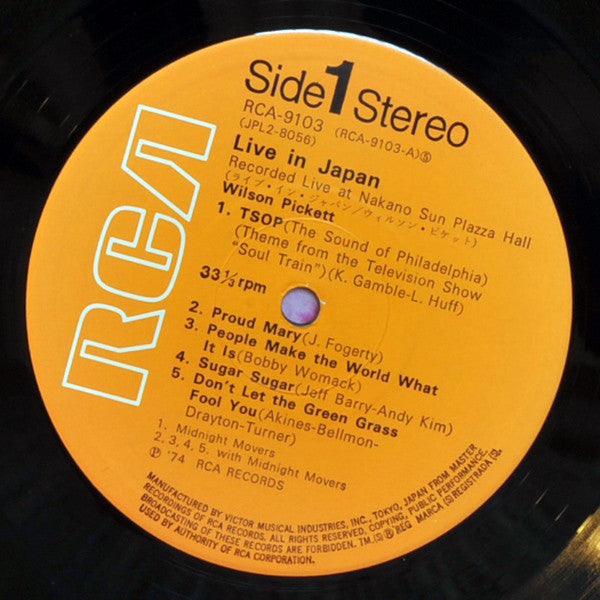 RCA
Side 1 Stereo
RCA-9103 (RCA-9103-A)Ⓢ
(JPL2-8056)
Live in Japan
Recorded Live at Nakano Sun Plazza Hall
(ライブ・イン・ジャパン/ウィルソン・ピケット)
Wilson Pickett
1. TSOP(The Sound of Philadelphia)
(Theme from the Television Show
"Soul Train")(K. Gamble-L. Huff)
33 1/3 rpm
2. Proud Mary(J. Fogerty)
3. People Make the World What
It Is(Bobby Womack)
4. Sugar Sugar(Jeff Barry-Andy Kim)
5. Don't Let the Green Grass
Fool You(Akines-Bellmon-
Drayton-Turner)
1. Midnight Movers
2, 3, 4, 5. with Midnight Movers
℗ '74 RCA RECORDS
MANUFACTURED BY VICTOR MUSICAL INDUSTRIES, INC., TOKYO, JAPAN FROM MASTER
RECORDINGS OF RCA RECORDS. ALL RIGHTS RESERVED. COPYING, PUBLIC PERFORMANCE,
BROADCASTING OF THESE RECORDS ARE FORBIDDEN. TM.(S) ® REG MARCA (S) REGISTRADA (S).
USED BY AUTHORITY OF RCA CORPORATION.